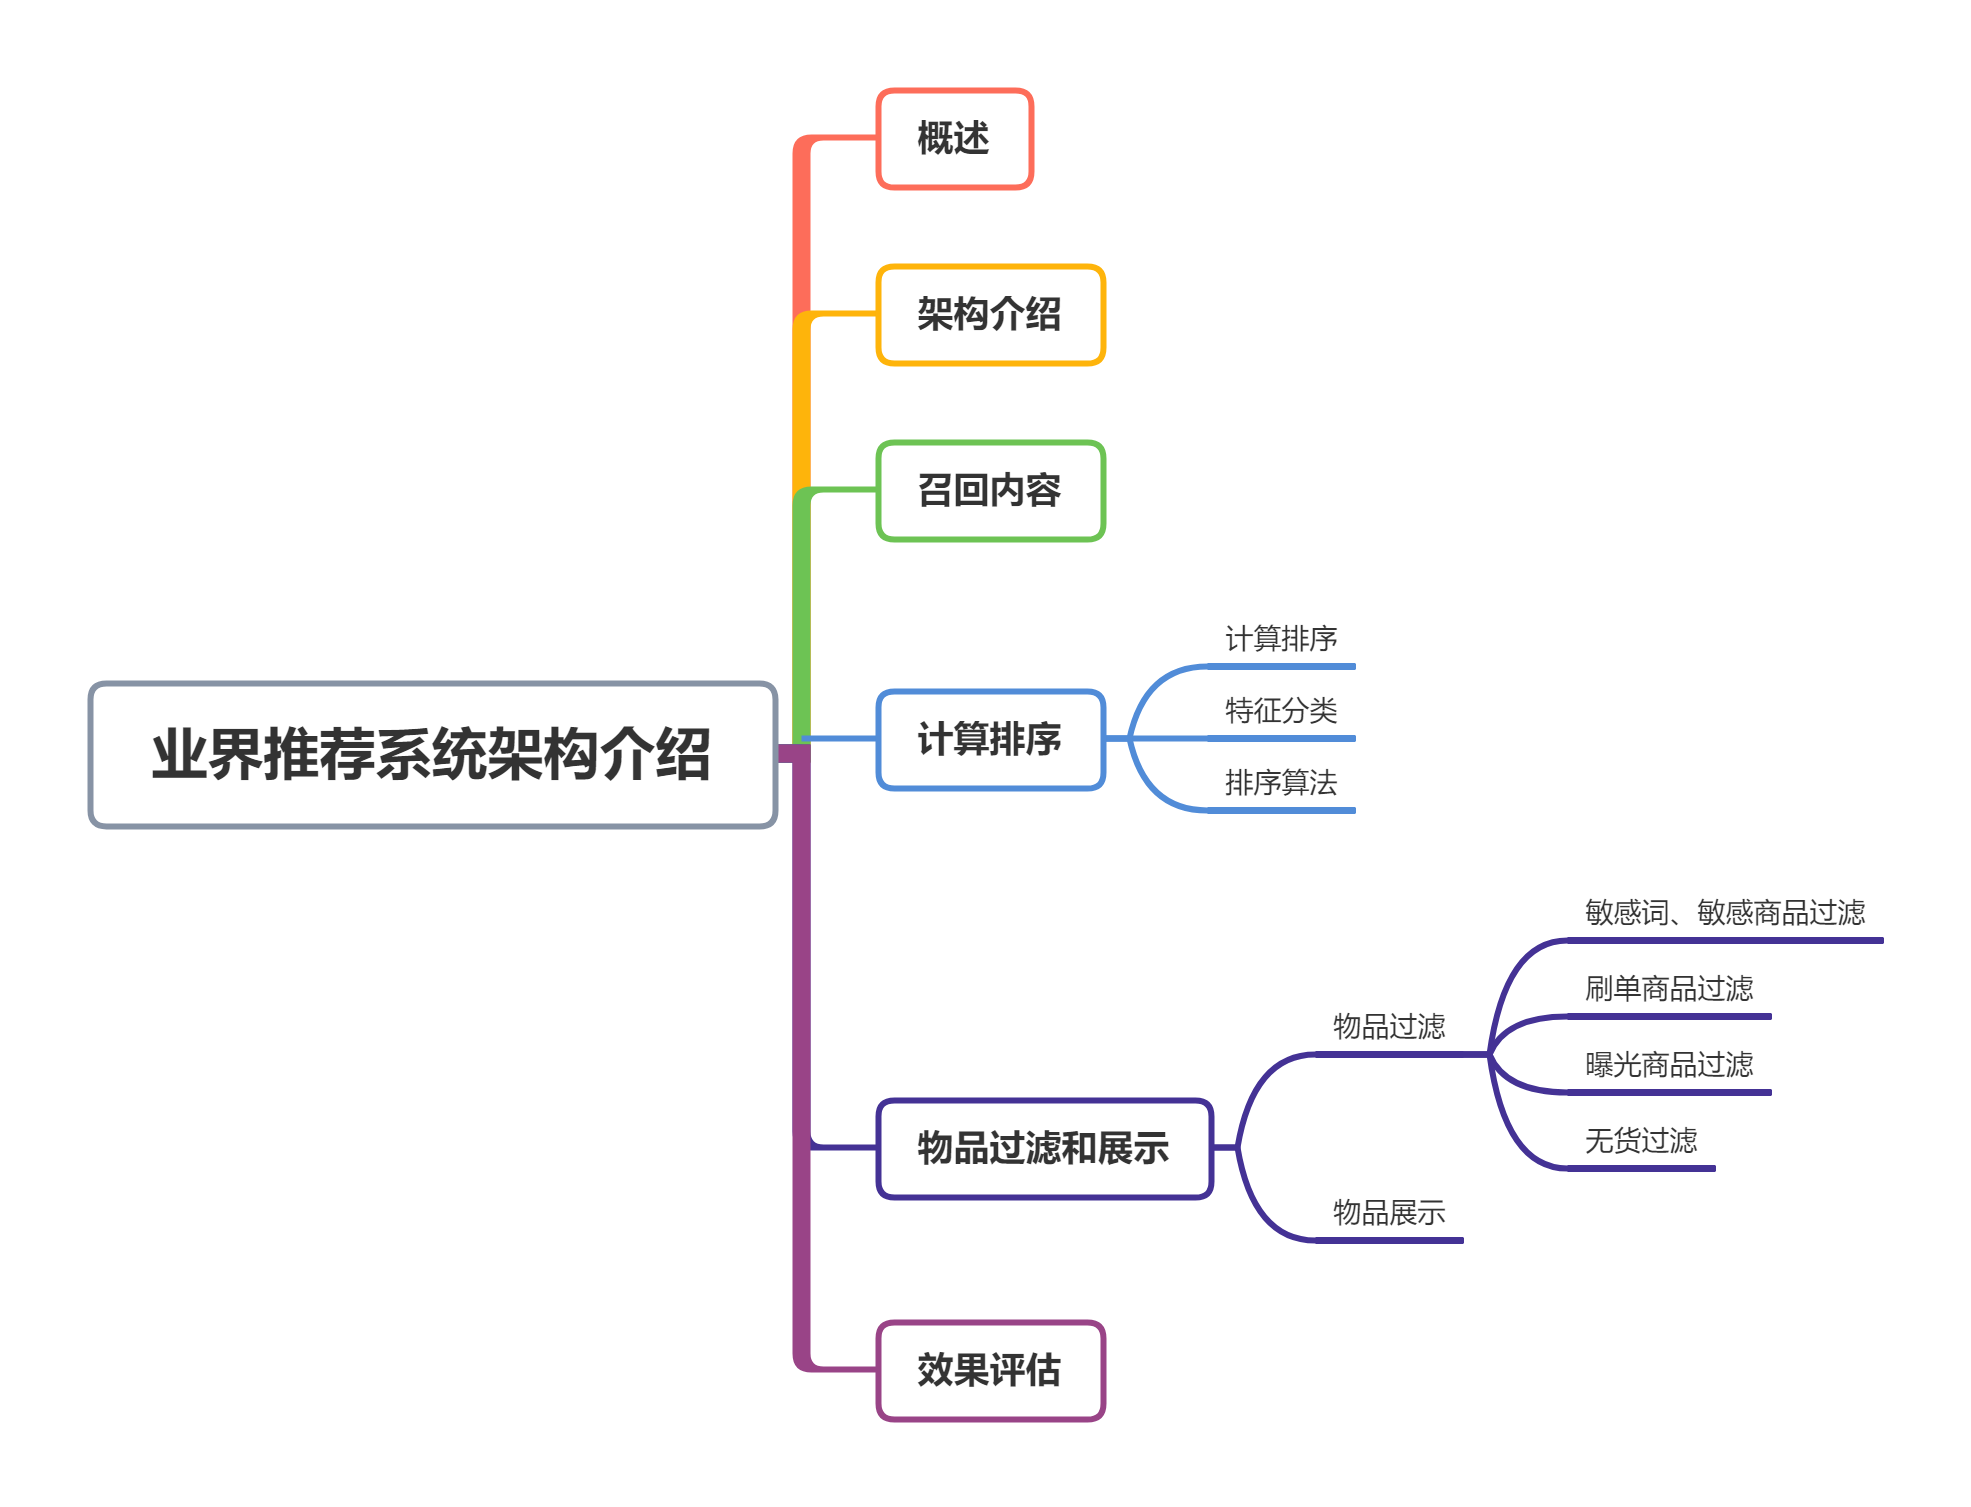 业界推荐系统架构介绍
概述
架构介绍
召回内容
计算排序
计算排序
特征分类
排序算法
物品过滤和展示
物品过滤
敏感词、敏感商品过滤
刷单商品过滤
曝光商品过滤
无货过滤
物品展示
效果评估